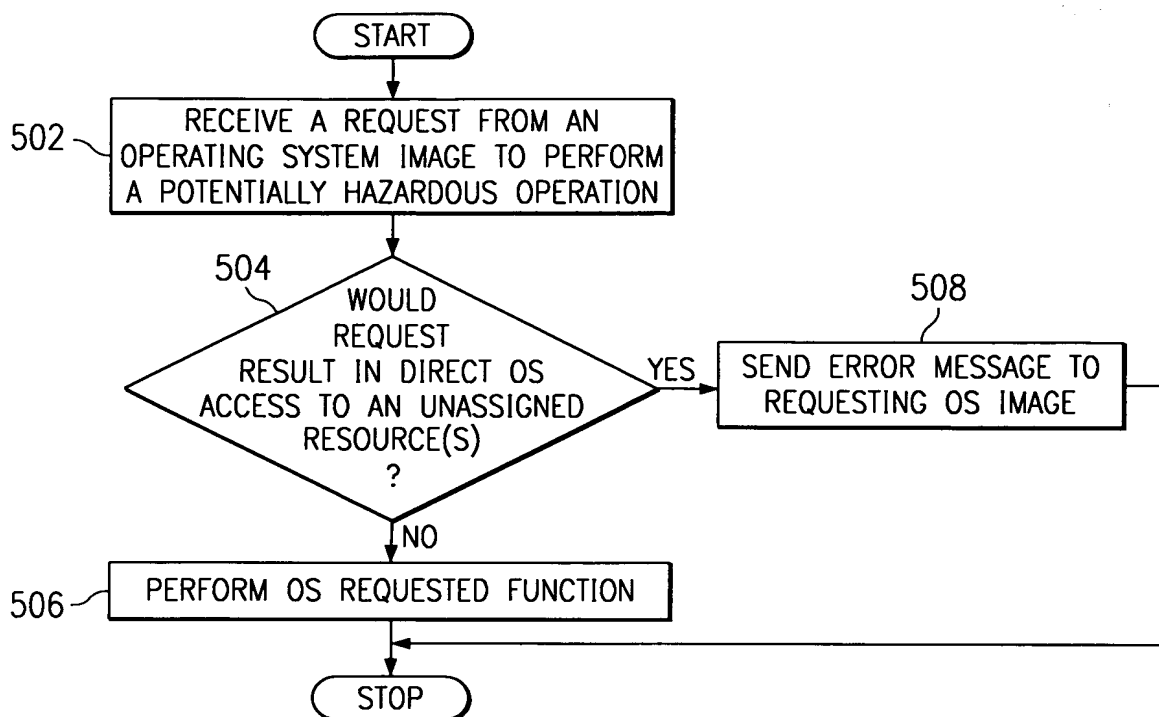 START
502
RECEIVE A REQUEST FROM AN
OPERATING SYSTEM IMAGE TO PERFORM
A POTENTIALLY HAZARDOUS OPERATION
504
WOULD
REQUEST
RESULT IN DIRECT OS
ACCESS TO AN UNASSIGNED
RESOURCE(S)
?
YES
508
SEND ERROR MESSAGE TO
REQUESTING OS IMAGE
NO
506
PERFORM OS REQUESTED FUNCTION
STOP